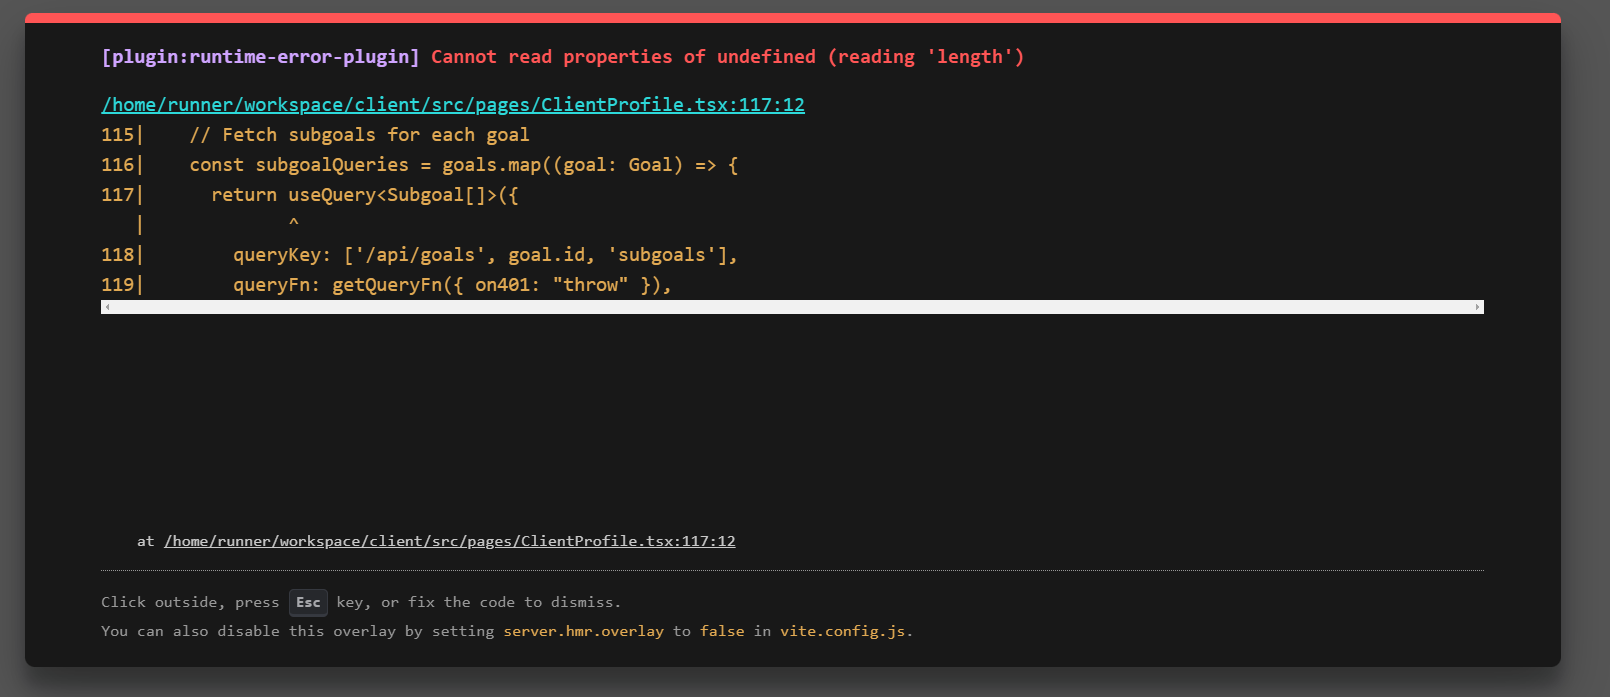 [plugin:runtime-error-plugin] Cannot read properties of undefined (reading 'length')
/home/runner/workspace/client/src/pages/ClientProfile.tsx:117:12
115|    // Fetch subgoals for each goal
116|    const subgoalQueries = goals.map((goal: Goal) => {
117|      return useQuery<Subgoal[]>({
   |             ^
118|        queryKey: ['/api/goals', goal.id, 'subgoals'],
119|        queryFn: getQueryFn({ on401: "throw" }),
at /home/runner/workspace/client/src/pages/ClientProfile.tsx:117:12
Click outside, press Esc key, or fix the code to dismiss.
You can also disable this overlay by setting server.hmr.overlay to false in vite.config.js.